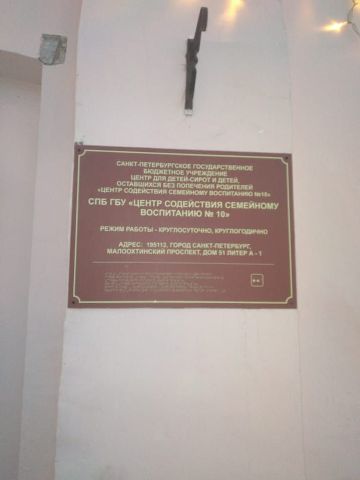 САНКТ-ПЕТЕРБУРГСКОЕ ГОСУДАРСТВЕННОЕ
БЮДЖЕТНОЕ УЧРЕЖДЕНИЕ
ЦЕНТР ДЛЯ ДЕТЕЙ-СИРОТ И ДЕТЕЙ,
ОСТАВШИХСЯ БЕЗ ПОПЕЧЕНИЯ РОДИТЕЛЕЙ
«ЦЕНТР СОДЕЙСТВИЯ СЕМЕЙНОМУ ВОСПИТАНИЮ №10»
СПБ ГБУ «ЦЕНТР СОДЕЙСТВИЯ СЕМЕЙНОМУ
ВОСПИТАНИЮ № 10»
РЕЖИМ РАБОТЫ - КРУГЛОСУТОЧНО, КРУГЛОГОДИЧНО
АДРЕС: 195112, ГОРОД САНКТ-ПЕТЕРБУРГ,
МАЛООХТИНСКИЙ ПРОСПЕКТ, ДОМ 51 ЛИТЕР А - 1